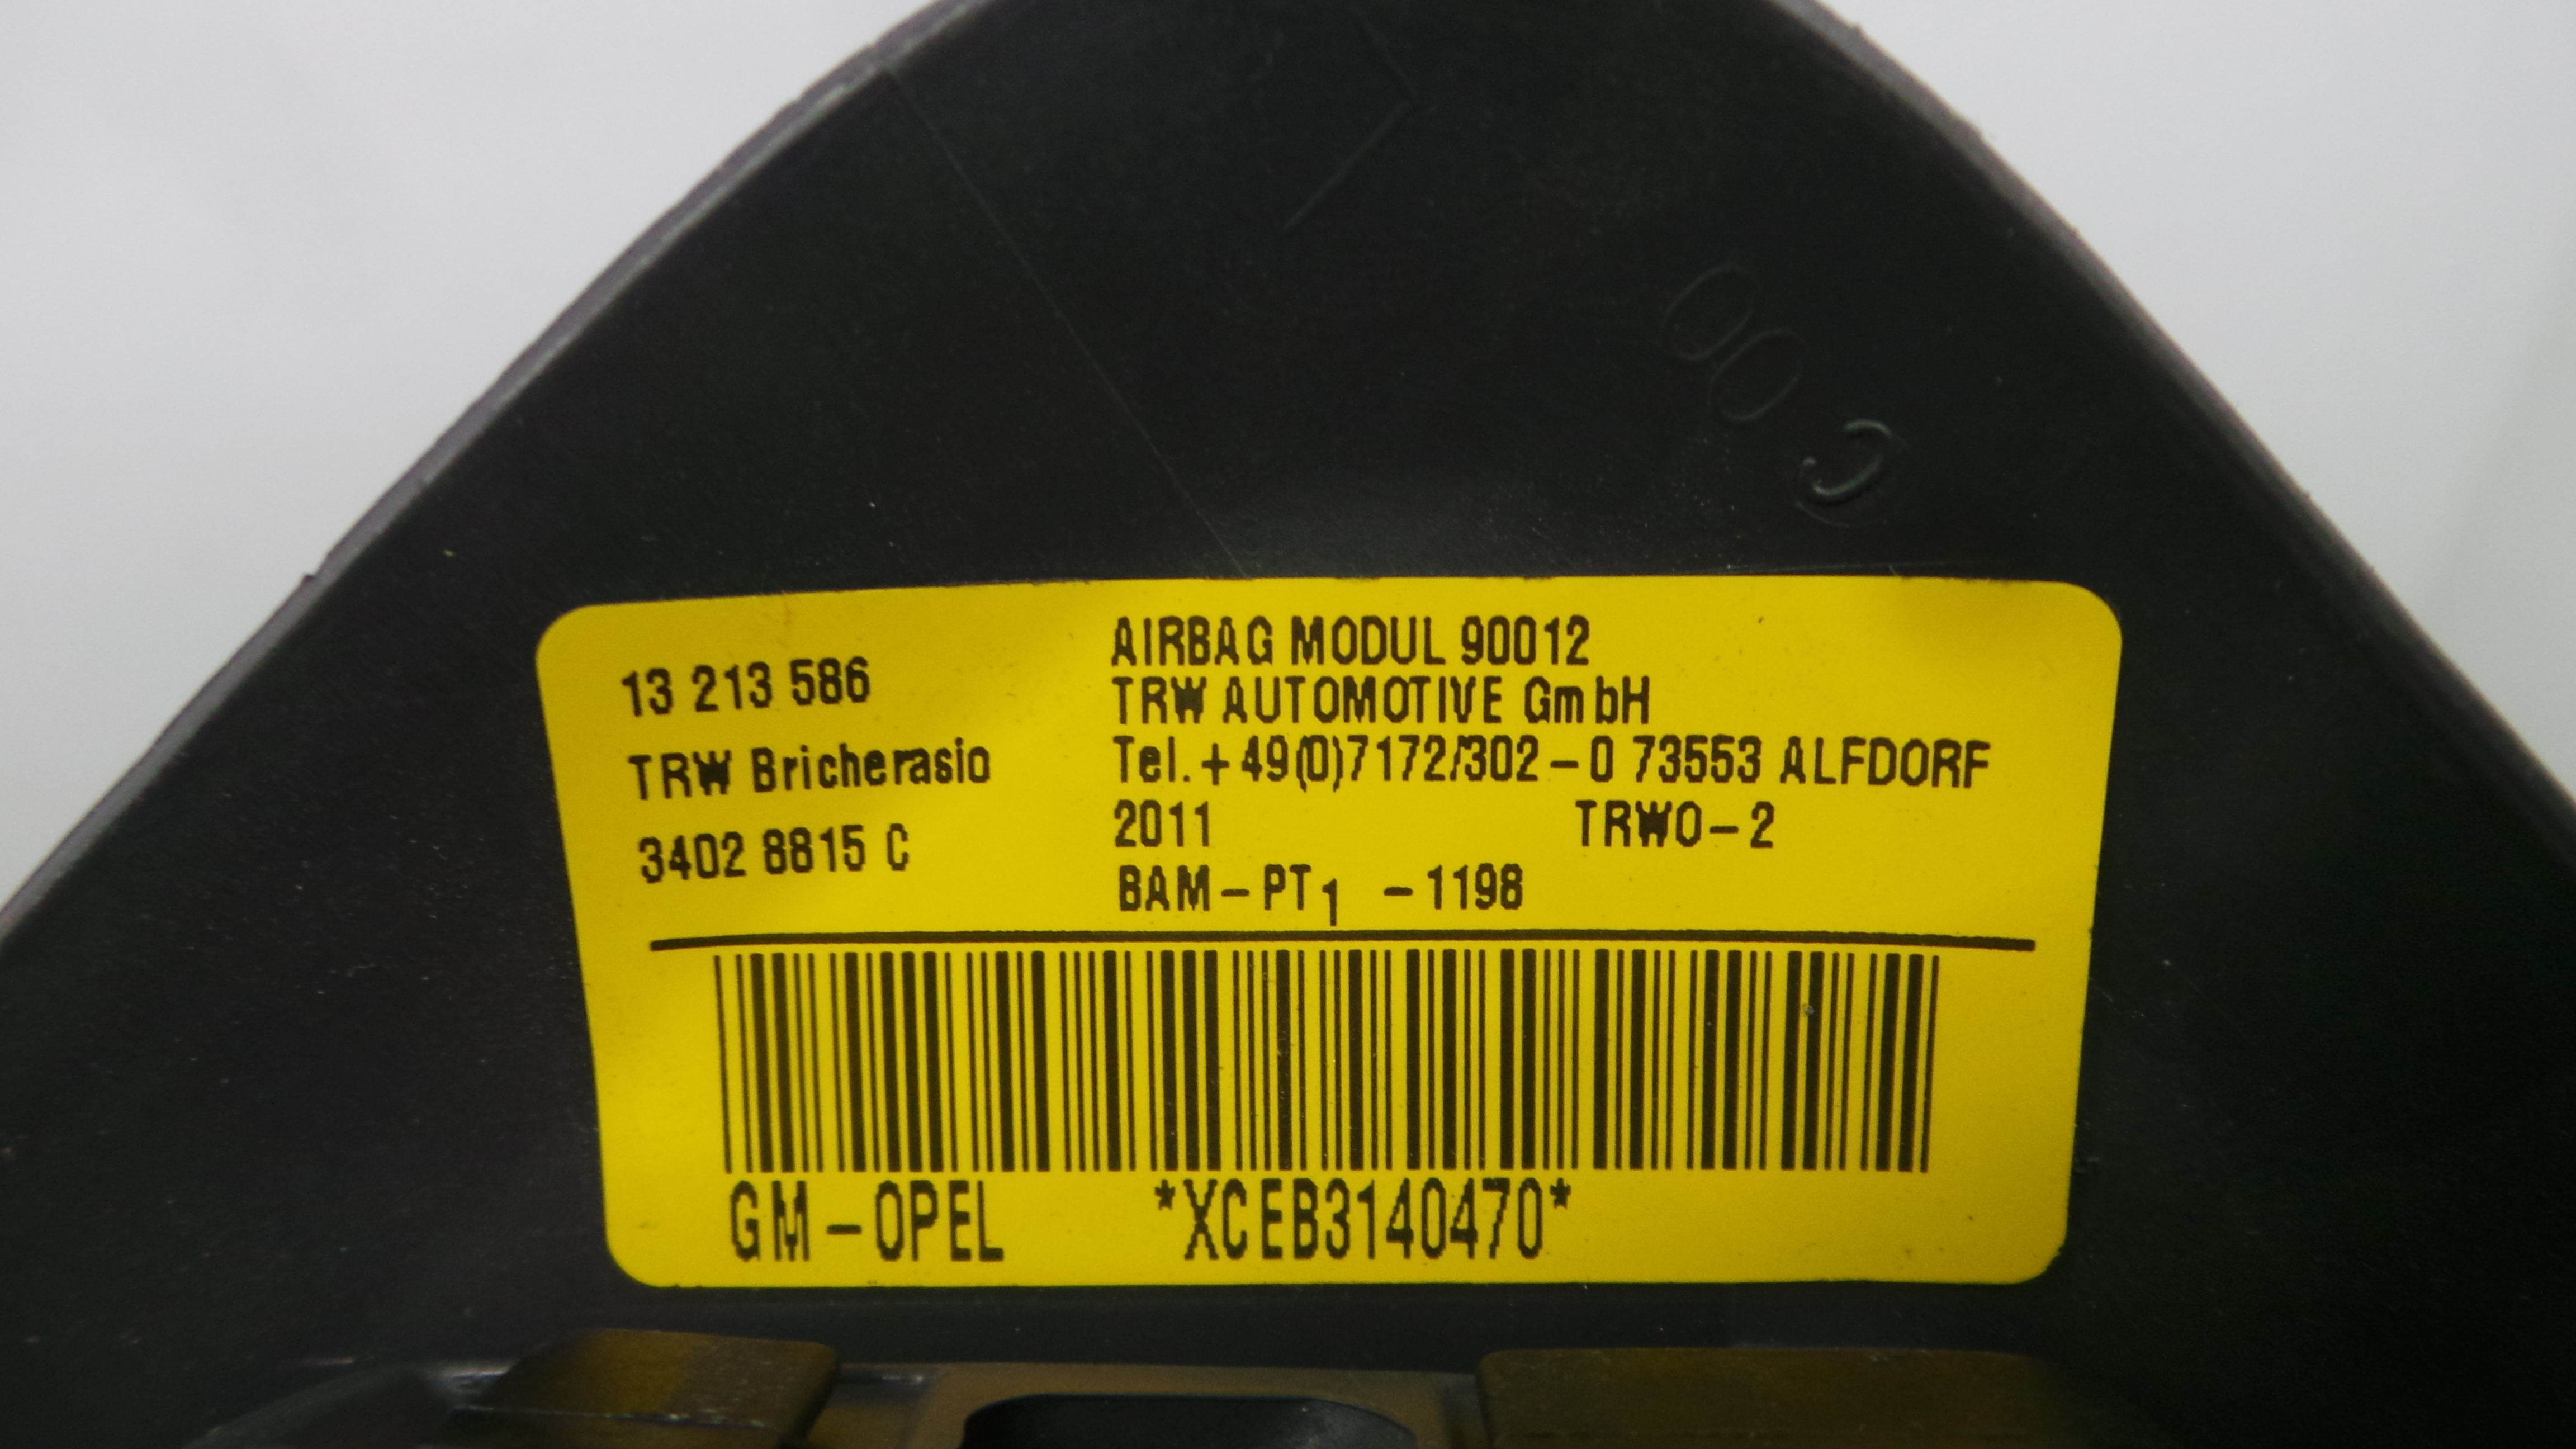 C 00
13 213 586
TRW Bricherasio
3402 8815 C
AIRBAG MODUL 90012
TRW AUTOMOTIVE GmbH
Tel. +49(0)7172/302-0 73553 ALFDORF
2011 TRWO-2
BAM-PT1 -1198
GM-OPEL *XCEB3140470*